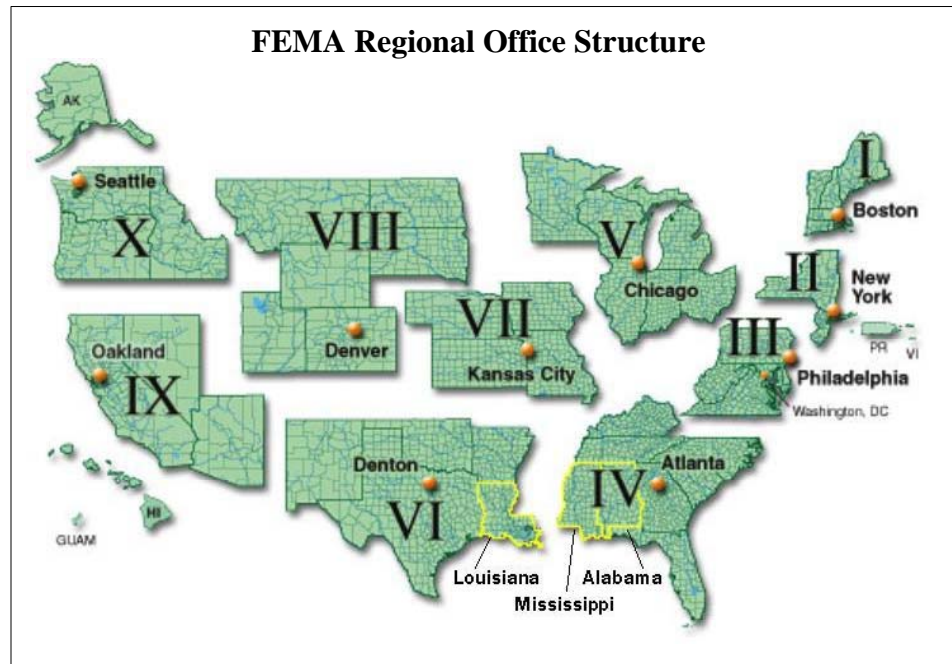 FEMA Regional Office Structure
AK
I
Seattle
Boston
X
VIII
V
II
New
York
Chicago
VII
III
PR
VI
Oakland
Denver
Kansas City
Philadelphia
IX
Washington, DC
Denton
Atlanta
IV
VI
HI
GUAM
Louisiana
Alabama
Mississippi